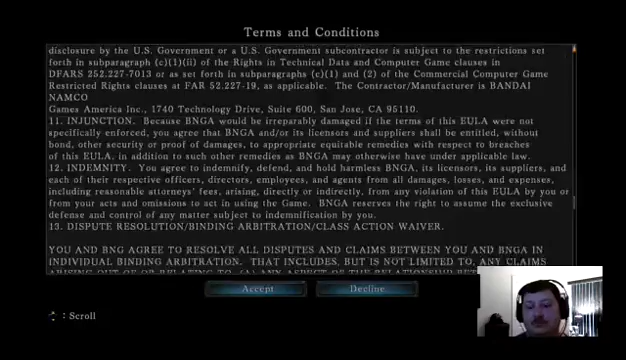 Terms and Conditions
disclosure by the U.S. Government or a U.S. Government subcontractor is subject to the restrictions set
forth in subparagraph (c)(1)(ii) of the Rights in Technical Data and Computer Game clauses in
DFARS 252.227-7013 or as set forth in subparagraphs (c)(1) and (2) of the Commercial Computer Game
Restricted Rights clauses at FAR 52.227-19, as applicable. The Contractor/Manufacturer is BANDAI
NAMCO
Games America Inc., 1740 Technology Drive, Suite 600, San Jose, CA 95110.
11. INJUNCTION. Because BNGA would be irreparably damaged if the terms of this EULA were not
specifically enforced, you agree that BNGA and/or its licensors and suppliers shall be entitled, without
bond, other security or proof of damages, to appropriate equitable remedies with respect to breaches
of this EULA, in addition to such other remedies as BNGA may otherwise have under applicable law.
12. INDEMNITY. You agree to indemnify, defend, and hold harmless BNGA, its licensors, its suppliers, and
each of their respective officers, directors, employees, and agents from all damages, losses, and expenses,
including reasonable attorneys' fees, arising, directly or indirectly, from any violation of this EULA by you or
from your acts and omissions to act in using the Game. BNGA reserves the right to assume the exclusive
defense and control of any matter subject to indemnification by you.
13. DISPUTE RESOLUTION/BINDING ARBITRATION/CLASS ACTION WAIVER.
YOU AND BNG AGREE TO RESOLVE ALL DISPUTES AND CLAIMS BETWEEN YOU AND BNGA IN
INDIVIDUAL BINDING ARBITRATION. THAT INCLUDES, BUT IS NOT LIMITED TO, ANY CLAIMS
ARISING OUT OF OR RELATING TO: (A) ANY ASPECT OF THE RELATIONSHIP
Accept
Decline
: Scroll